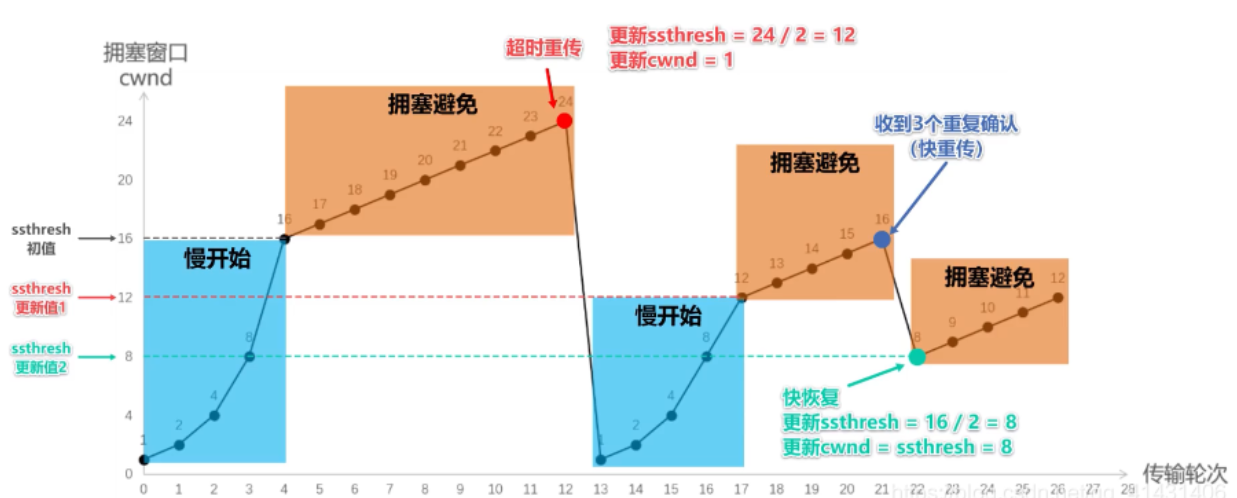 拥塞窗口
cwnd
超时重传
更新ssthresh = 24 / 2 = 12
更新cwnd = 1
拥塞避免
24
24
23
22
21
20
20
19
18
17
16
收到3个重复确认
(快重传)
拥塞避免
16
15
14
13
12
ssthresh
初值
16
慢开始
拥塞避免
12
11
10
9
8
ssthresh
更新值1
12
慢开始
ssthresh
更新值2
8
8
4
2
1
8
4
2
1
4
0
快恢复
更新ssthresh = 16 / 2 = 8
更新cwnd = ssthresh = 8
传输轮次
0 1 2 3 4 5 6 7 8 9 10 11 12 13 14 15 16 17 18 19 20 21 22 23 24 25 26 27 28